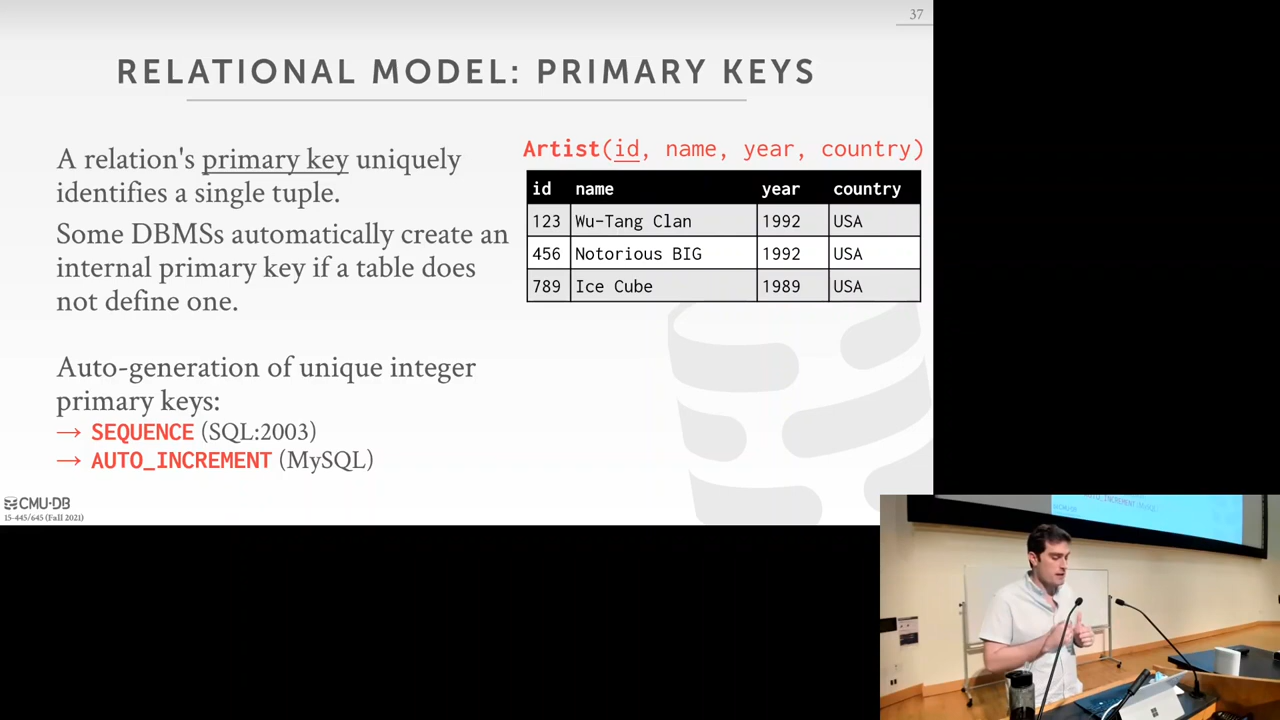 37
RELATIONAL MODEL: PRIMARY KEYS
A relation's primary key uniquely
identifies a single tuple.
Some DBMSs automatically create an
internal primary key if a table does
not define one.
Auto-generation of unique integer
primary keys:
→ SEQUENCE (SQL:2003)
→ AUTO_INCREMENT (MySQL)
Artist(id, name, year, country)
id name year country
123 Wu-Tang Clan 1992 USA
456 Notorious BIG 1992 USA
789 Ice Cube 1989 USA
CMU·DB
15-445/645 (Fall 2021)